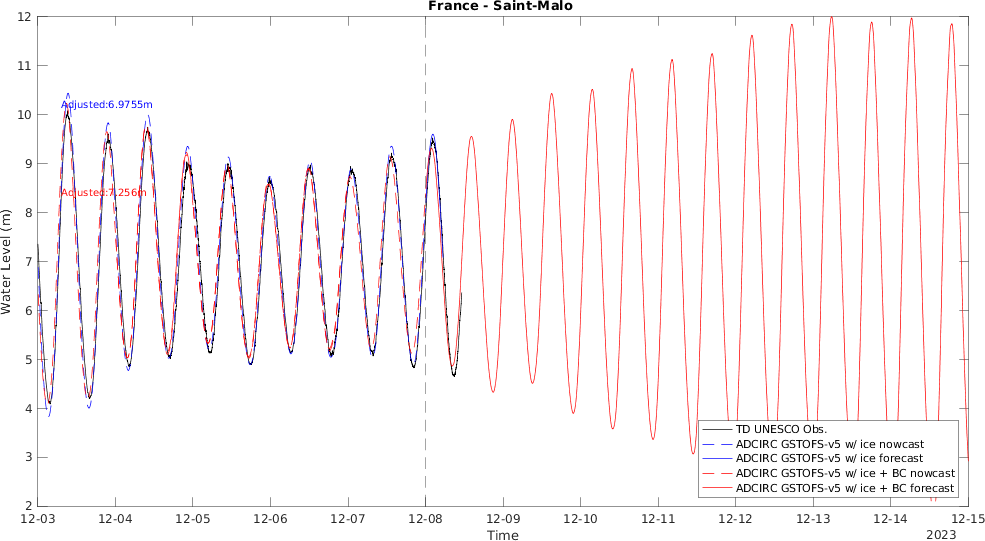 France - Saint-Malo
12
11
10
9
8
7
6
5
4
3
2
Water Level (m)
Adjusted:6.9755m
Adjusted:7.256m
TD UNESCO Obs.
ADCIRC GSTOFS-v5 w/ ice nowcast
ADCIRC GSTOFS-v5 w/ ice forecast
ADCIRC GSTOFS-v5 w/ ice + BC nowcast
ADCIRC GSTOFS-v5 w/ ice + BC forecast
12-03 12-04 12-05 12-06 12-07 12-08 12-09 12-10 12-11 12-12 12-13 12-14 12-15
Time
2023